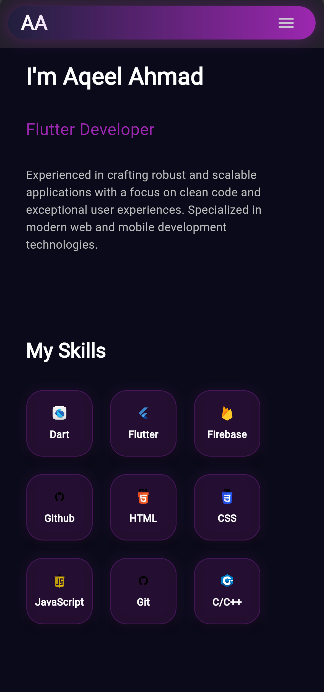 AA
I'm Aqeel Ahmad
Flutter Developer
Experienced in crafting robust and scalable
applications with a focus on clean code and
exceptional user experiences. Specialized in
modern web and mobile development
technologies.
My Skills
Dart Flutter Firebase
Github HTML CSS
JS
JavaScript Git C/C++